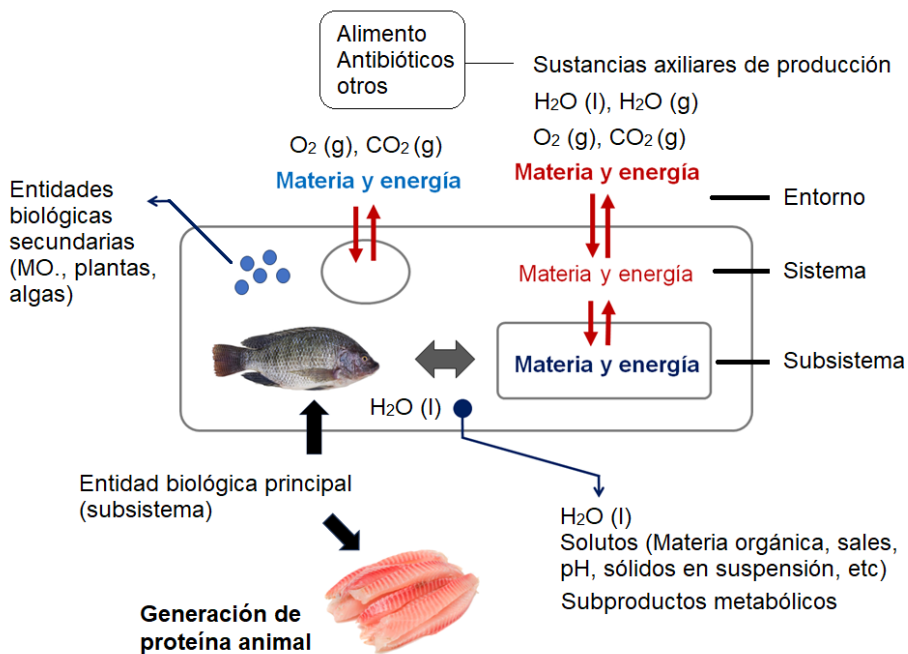 Alimento
Antibióticos
otros
Sustancias axiliares de producción
H2O (l), H2O (g)
O2 (g), CO2 (g)
Materia y energía
O2 (g), CO2 (g)
Materia y energía
Entidades
biológicas
secundarias
(MO., plantas,
algas)
Entorno
Materia y energía
Sistema
Materia y energía
Subsistema
H2O (l)
Entidad biológica principal
(subsistema)
H2O (l)
Solutos (Materia orgánica, sales,
pH, sólidos en suspensión, etc)
Subproductos metabólicos
Generación de
proteína animal